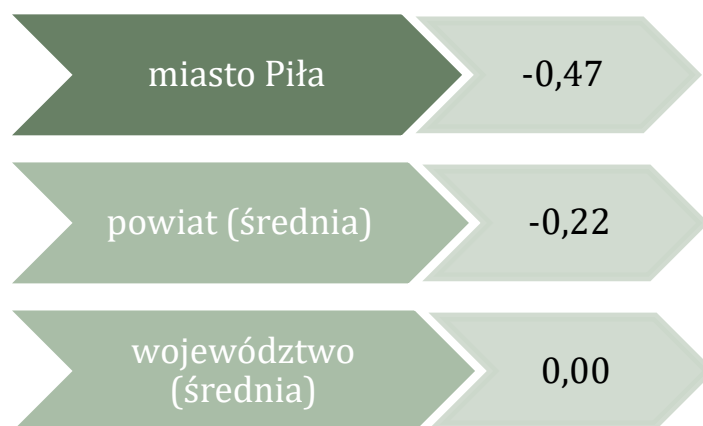 miasto Piła
-0,47
powiat (średnia)
-0,22
województwo
(średnia)
0,00